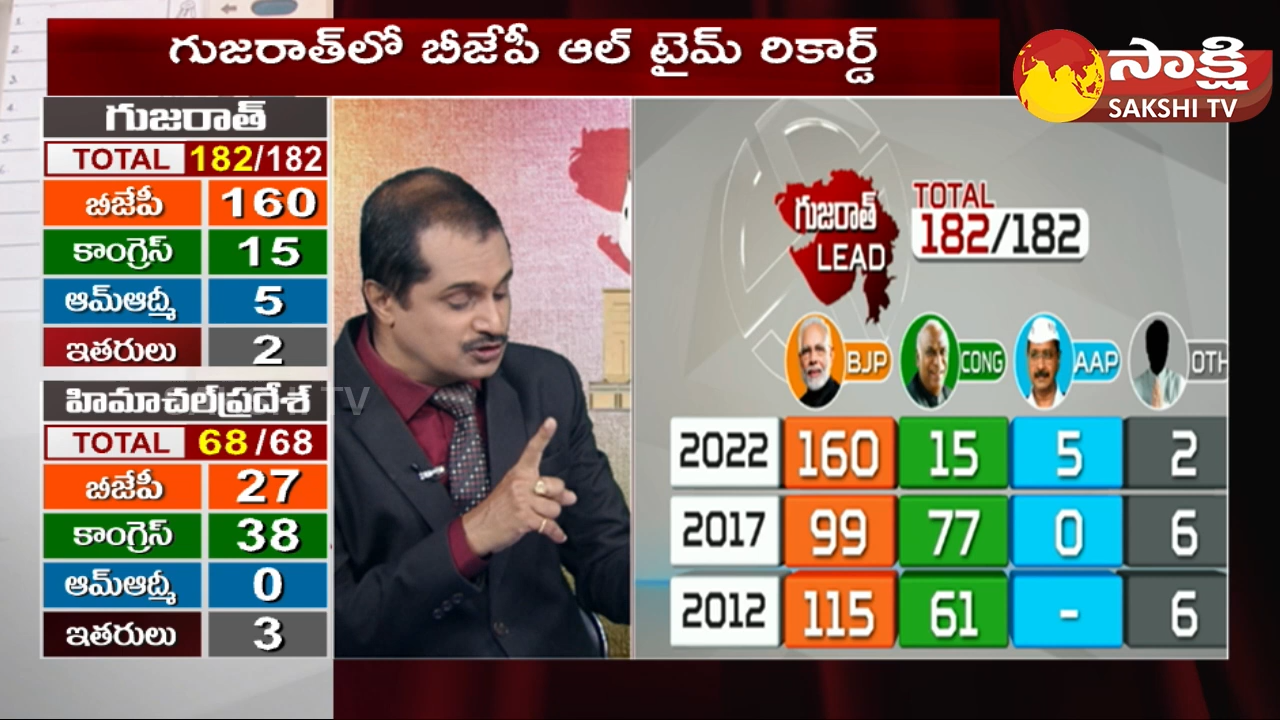 గుజరాత్‌లో బీజేపీ ఆల్ టైమ్ రికార్డ్
సాక్షి
SAKSHI TV
గుజరాత్
TOTAL 182/182
బీజేపీ 160
కాంగ్రెస్ 15
ఆమ్ఆద్మీ 5
ఇతరులు 2
హిమాచల్‌ప్రదేశ్
TOTAL 68/68
బీజేపీ 27
కాంగ్రెస్ 38
ఆమ్ఆద్మీ 0
ఇతరులు 3
గుజరాత్
LEAD
TOTAL
182/182
BJP CONG AAP OTH
2022 160 15 5 2
2017 99 77 0 6
2012 115 61 - 6
TV